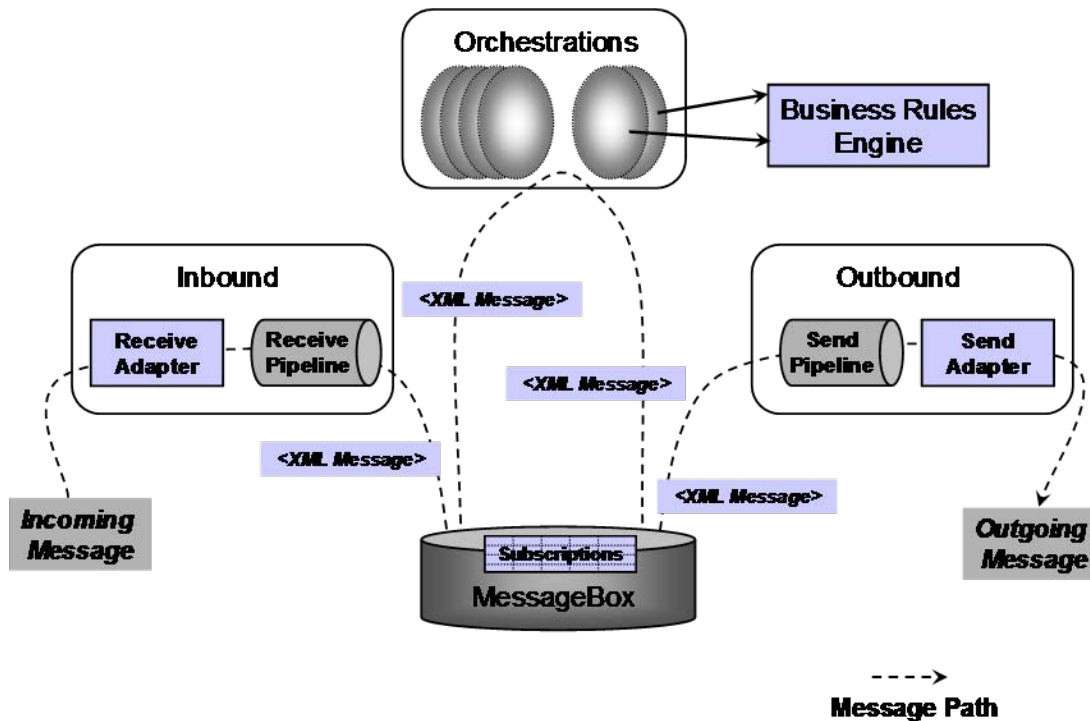 Orchestrations
Business Rules
Engine
Inbound
Receive
Adapter
Receive
Pipeline
<XML Message>
<XML Message>
<XML Message>
<XML Message>
Outbound
Send
Pipeline
Send
Adapter
Incoming
Message
Subscriptions
MessageBox
Outgoing
Message
Message Path